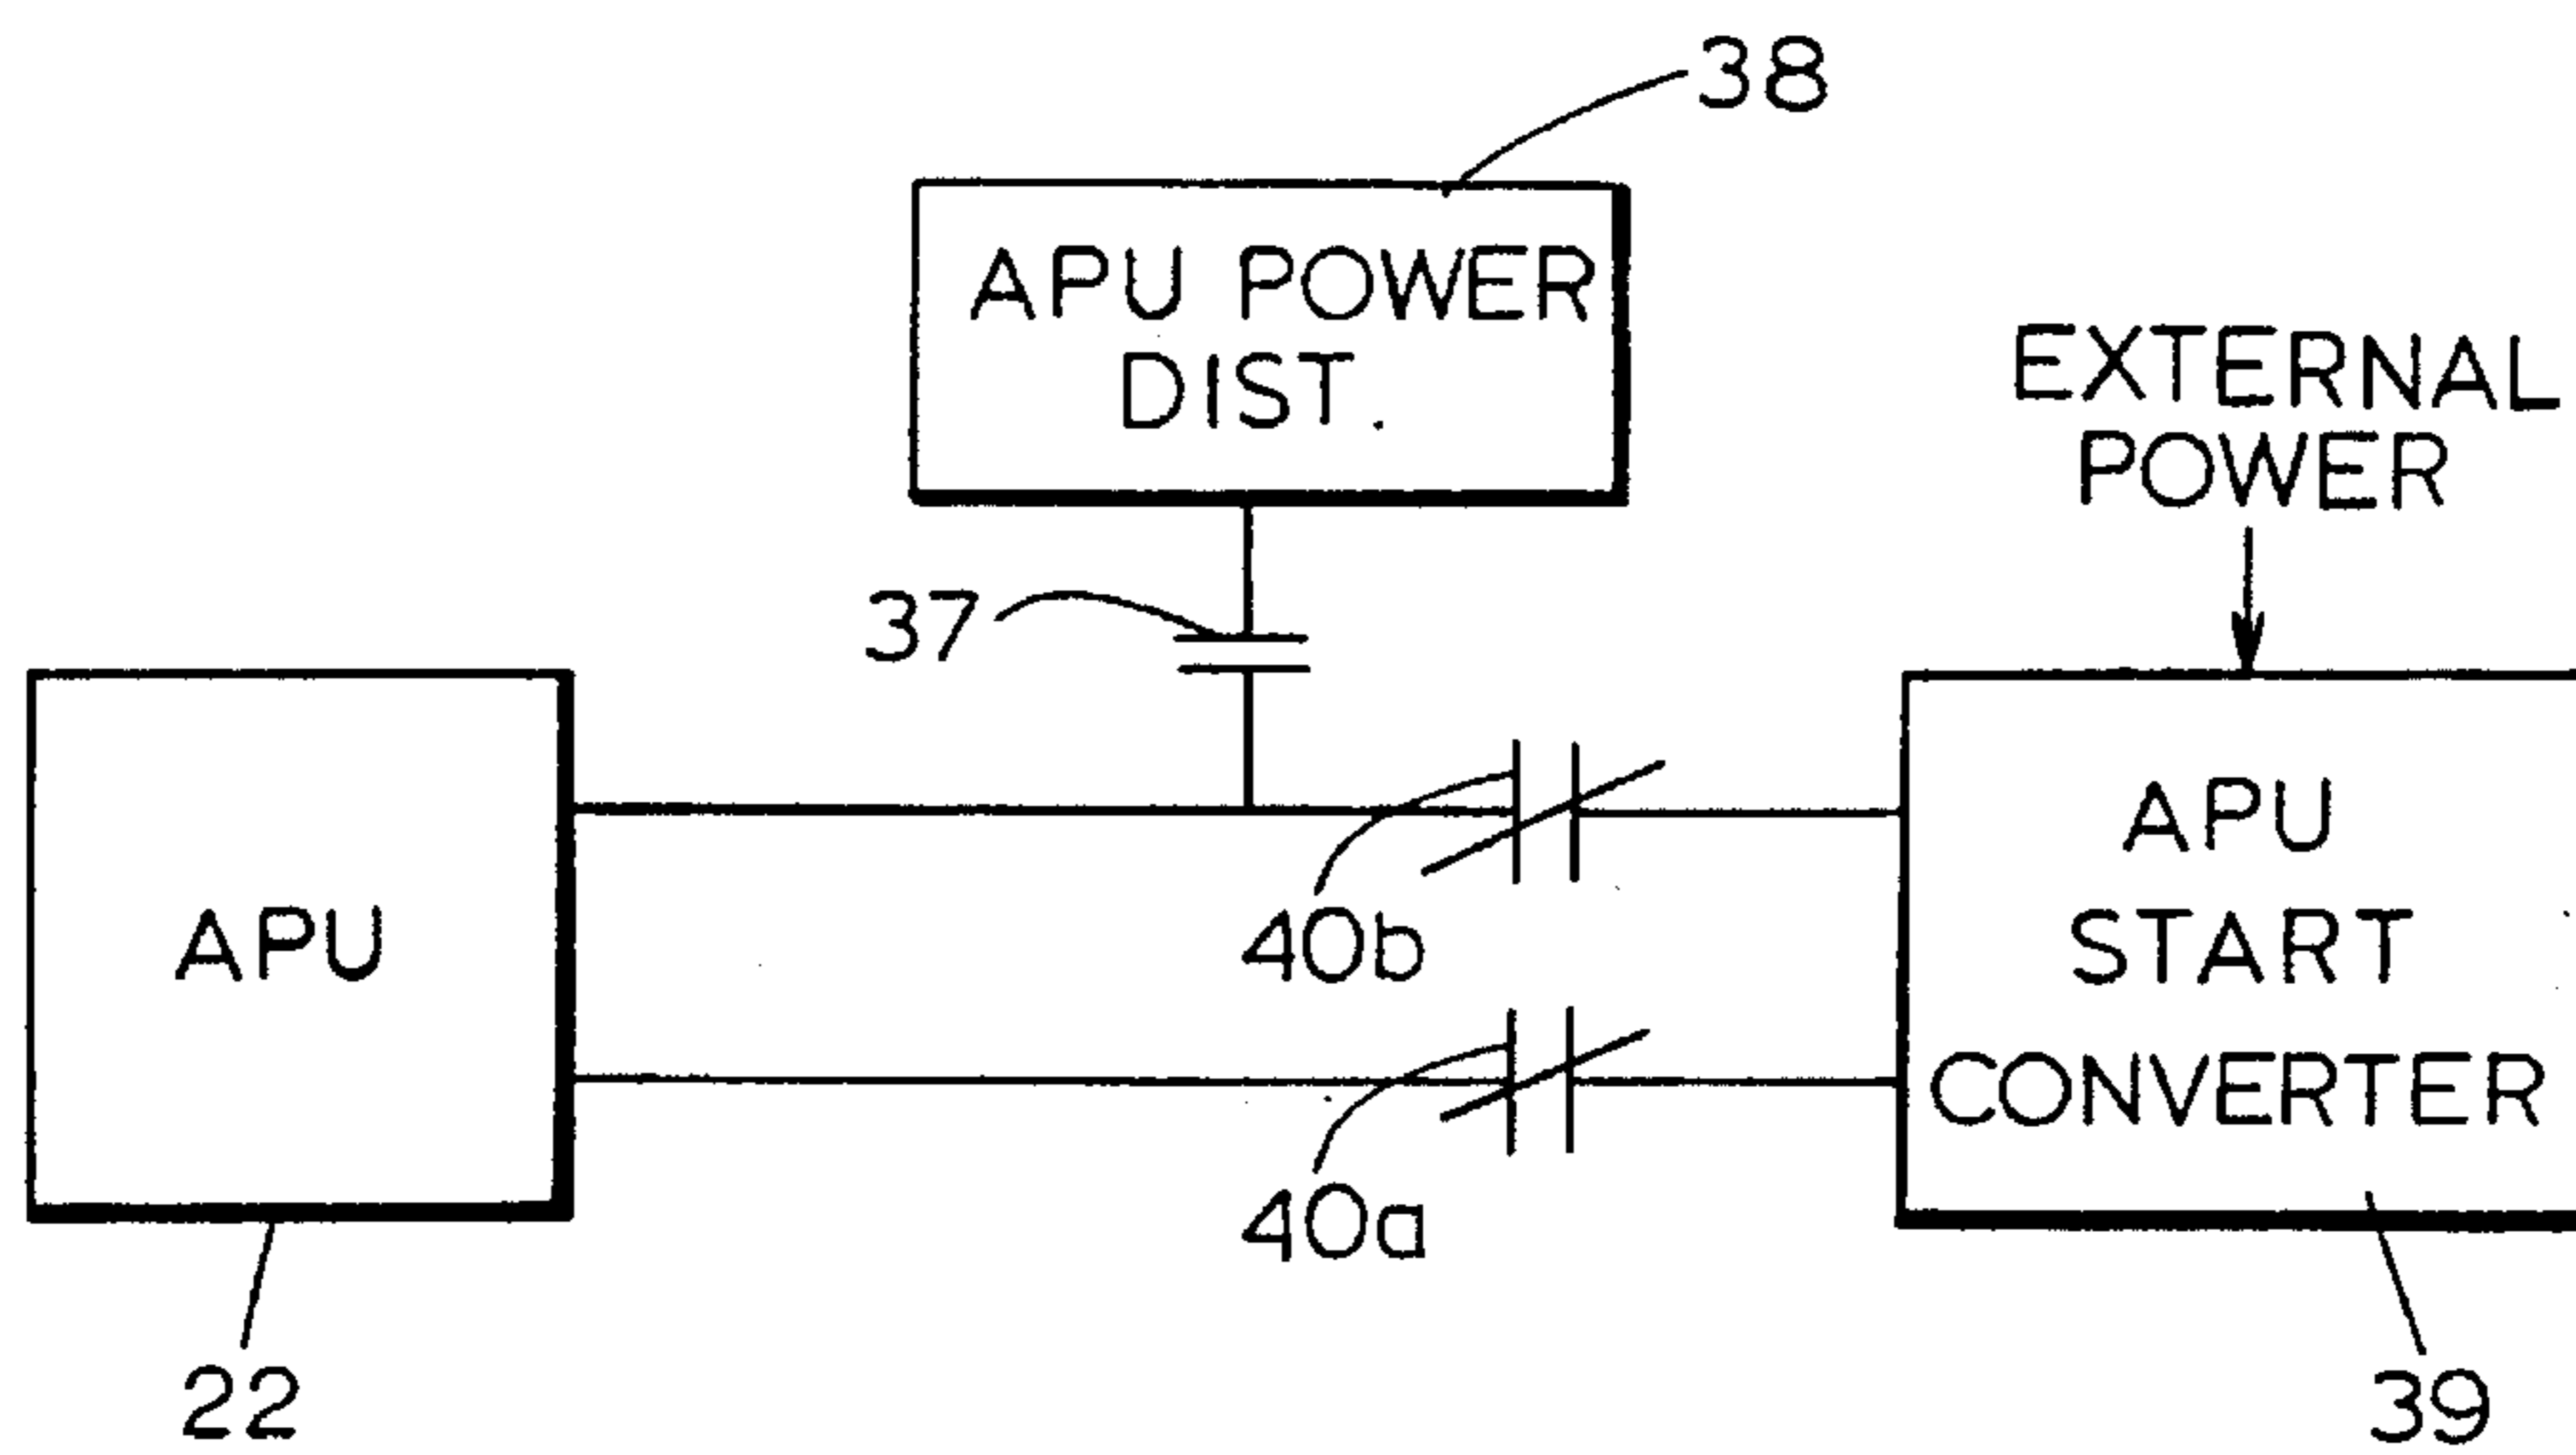 38
APU POWER
DIST.
EXTERNAL
POWER
37
APU
40b
APU
START
CONVERTER
40a
22
39